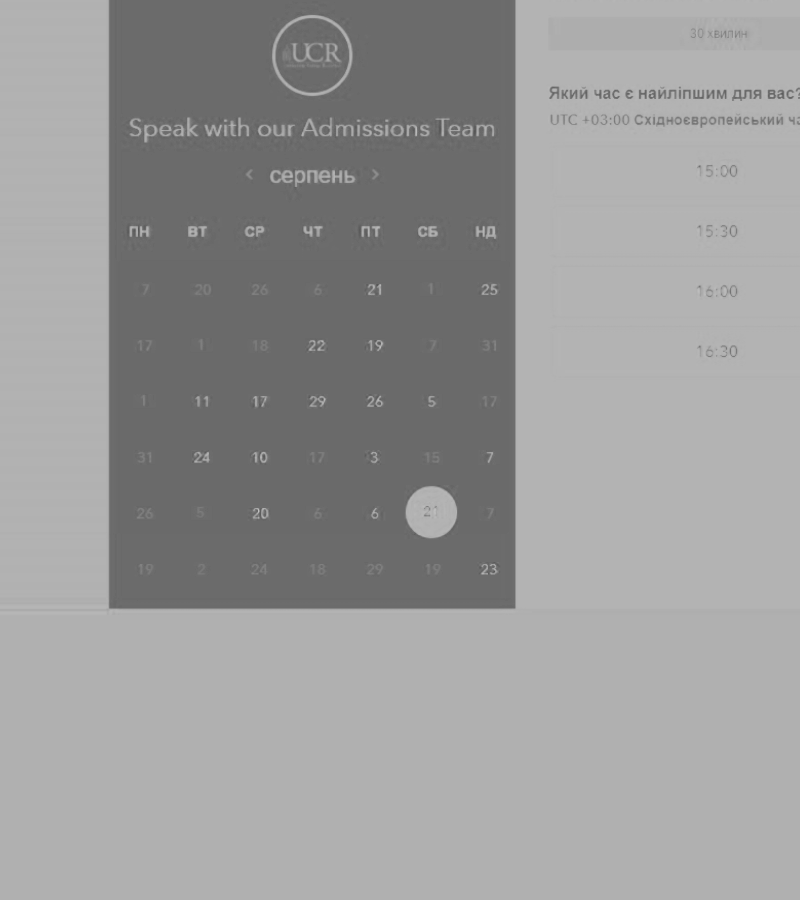 UCR
Speak with our Admissions Team
серпень
ПН ВТ СР ЧТ ПТ СБ НД
7 20 26 6 21 1 25
17 1 18 22 19 7 31
1 11 17 29 26 5 17
31 24 10 17 3 15 7
26 5 20 6 6 21 7
19 2 24 18 29 19 23
30 хвилин
Який час є найліпшим для вас?
UTC +03:00 Східноєвропейський ча
15:00
15:30
16:00
16:30